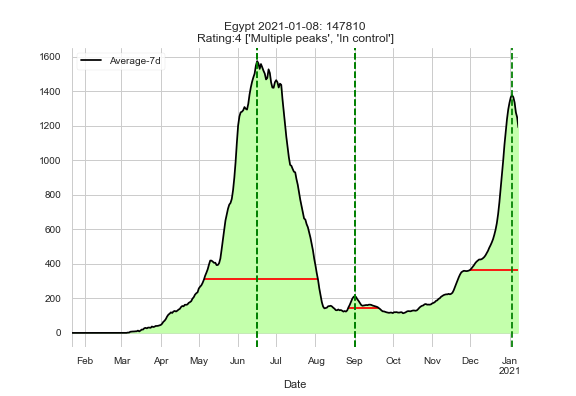 Egypt 2021-01-08: 147810
Rating:4 ['Multiple peaks', 'In control']
Average-7d
1600
1400
1200
1000
800
600
400
200
0
Feb Mar Apr May Jun Jul Aug Sep Oct Nov Dec Jan
2021
Date